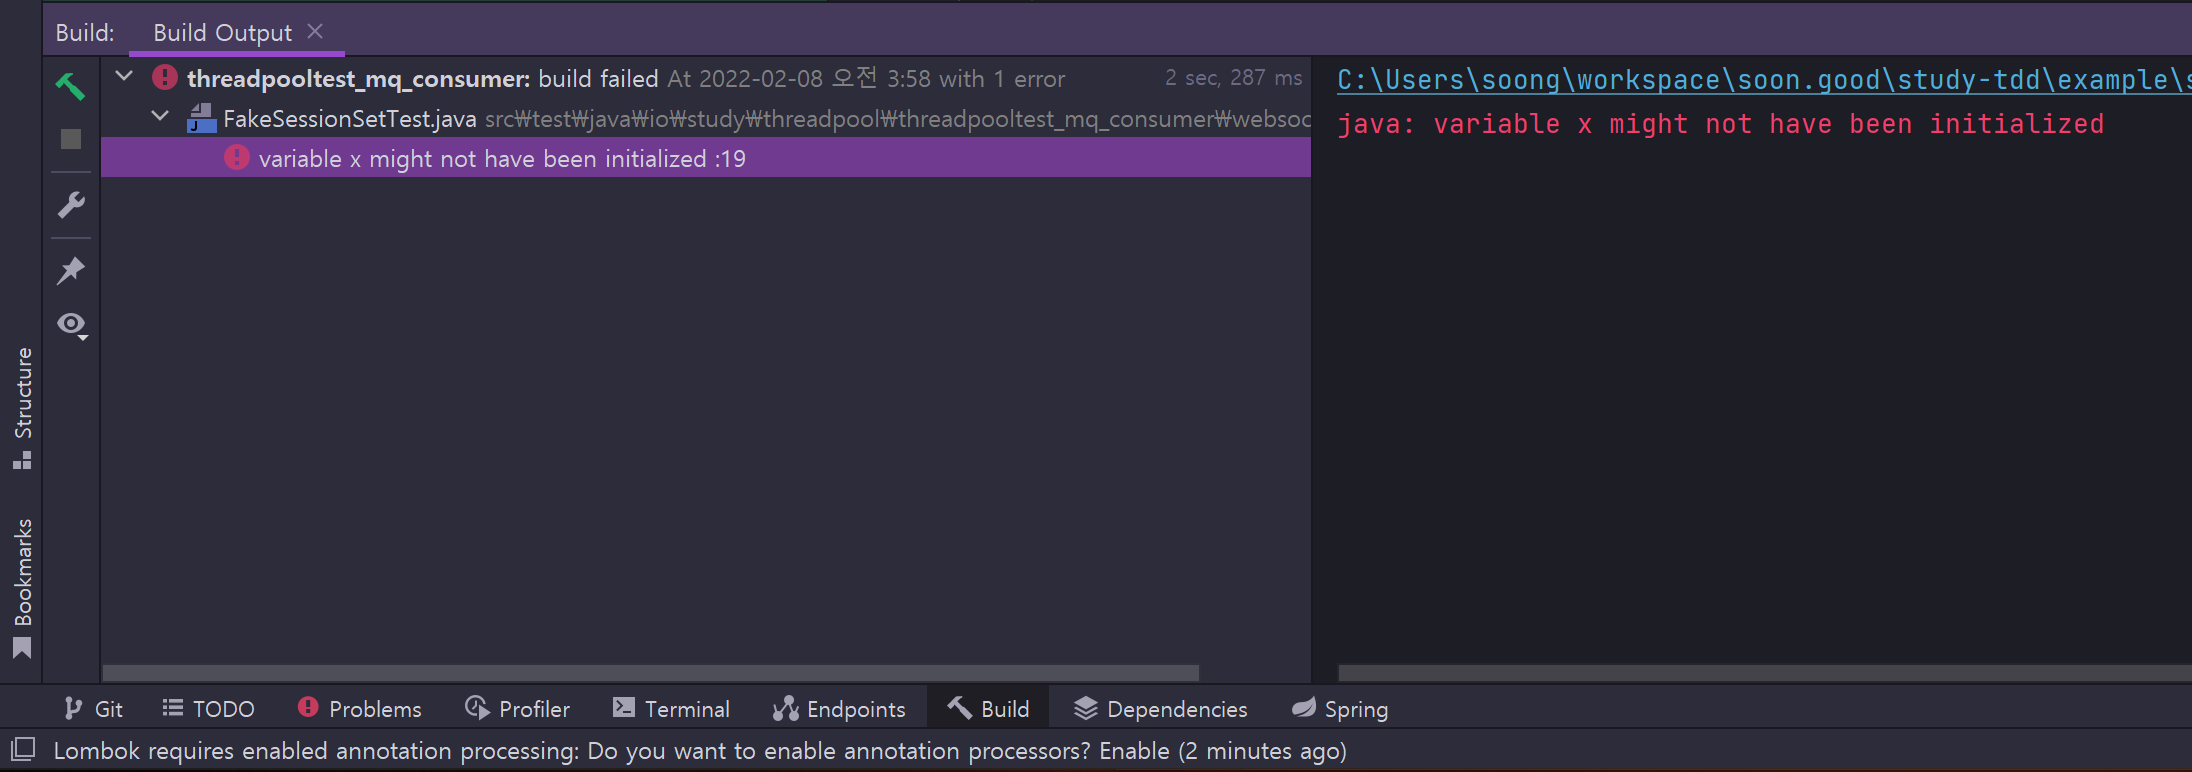 Build: Build Output
threadpooltest_mq_consumer: build failed At 2022-02-08 오전 3:58 with 1 error 2 sec, 287 ms
FakeSessionSetTest.java src₩test₩java₩io₩study₩threadpool₩threadpooltest_mq_consumer₩websoc
variable x might not have been initialized :19
C:\Users\soong\workspace\soon.good\study-tdd\example\s
java: variable x might not have been initialized
Structure
Bookmarks
Git TODO Problems Profiler Terminal Endpoints Build Dependencies Spring
Lombok requires enabled annotation processing: Do you want to enable annotation processors? Enable (2 minutes ago)